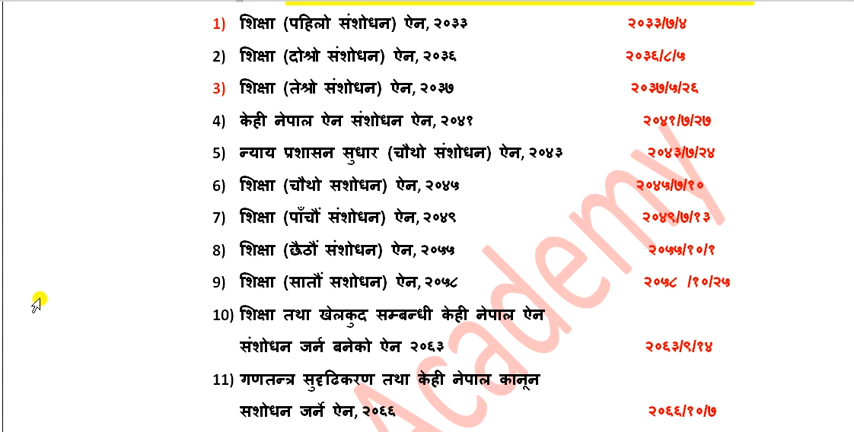 1) शिक्षा (पहिलो संशोधन) ऐन, २०३३ २०३३/७/४
2) शिक्षा (दोश्रो संशोधन) ऐन, २०३६ २०३६/८/५
3) शिक्षा (तेश्रो संशोधन) ऐन, २०३७ २०३७/५/२६
4) केही नेपाल ऐन संशोधन ऐन, २०४१ २०४१/७/२७
5) न्याय प्रशासन सुधार (चौथो संशोधन) ऐन, २०४३ २०४३/७/२४
6) शिक्षा (चौथो सशोधन) ऐन, २०४५ २०४५/७/१०
7) शिक्षा (पाँचौं संशोधन) ऐन, २०४९ २०४९/७/१३
8) शिक्षा (छैठौं संशोधन) ऐन, २०५५ २०५५/१०/१
9) शिक्षा (सातौं सशोधन) ऐन, २०५८ २०५८ /१०/२५
10) शिक्षा तथा खेलकुद सम्बन्धी केही नेपाल ऐन
संशोधन जर्न बनेको ऐन २०६३ २०६३/९/१४
11) गणतन्त्र सुदृढिकरण तथा केही नेपाल कानून
सशोधन जर्ने ऐन, २०६६ २०६६/१०/७
Academy